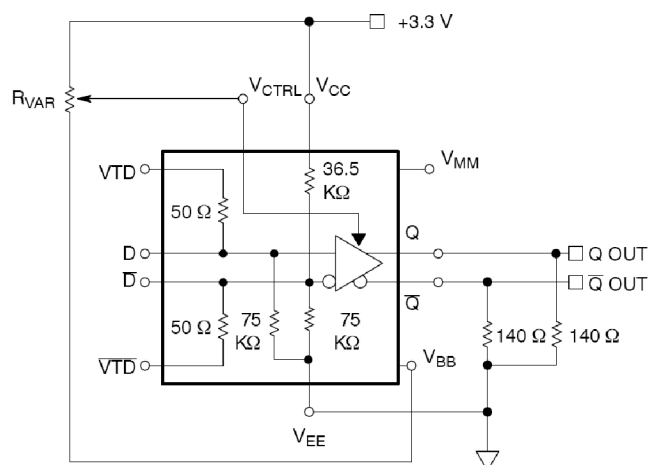 +3.3 V
RVAR
VCTRL
VCC
VTD
36.5
KΩ
VMM
50 Ω
D
Q
Q OUT
D̅
Q̅
Q̅ OUT
50 Ω
75
KΩ
75
KΩ
140 Ω
140 Ω
V̅T̅D̅
VBB
VEE